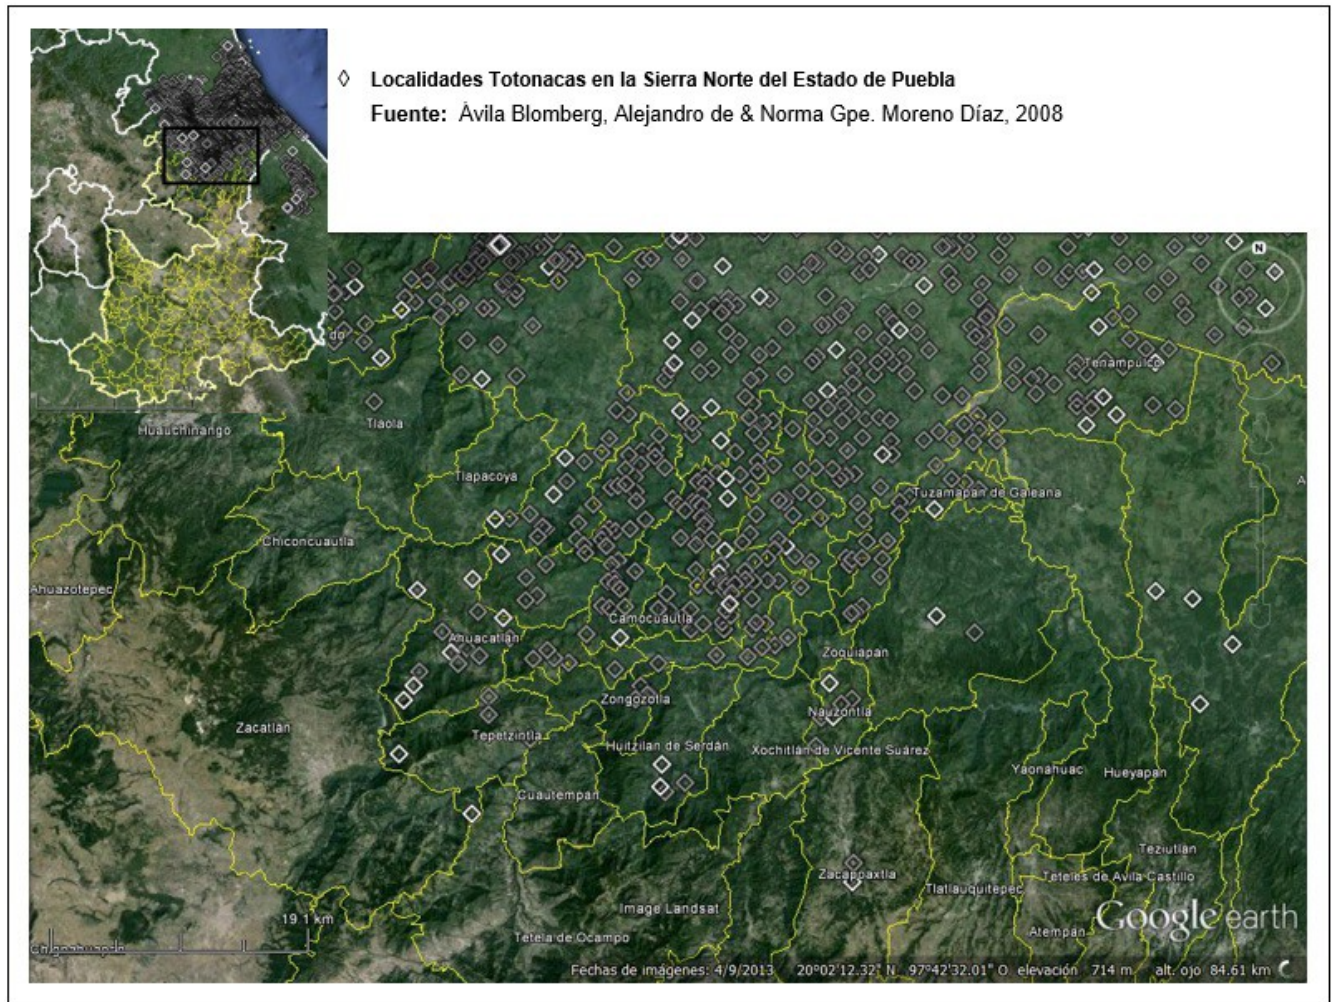 ◊ Localidades Totonacas en la Sierra Norte del Estado de Puebla
Fuente: Ávila Blomberg, Alejandro de & Norma Gpe. Moreno Díaz, 2008
N
do
Tenampulco
Tlaola
Huauchinango
Tlapacoya
Tuzamapan de Galeana
A
Chiconcuautla
Ahuazotepec
Camocuautla
Ahuacatlán
Zoquiapan
Zongozotla
Nauzontla
Zacatlán
Tepetzintla
Huitzilan de Serdán
Xochitlán de Vicente Suárez
Yaonahuac
Hueyapan
Cuautempan
Teziutlan
Zacapoaxtla
Teteles de Avila Castillo
Tlatlauquitepec
Image Landsat
19.1 km
Google earth
Atempan
Tetela de Ocampo
Fechas de imágenes: 4/9/2013 20°02'12.32" N 97°42'32.01" O elevación 714 m alt. ojo 84.61 km